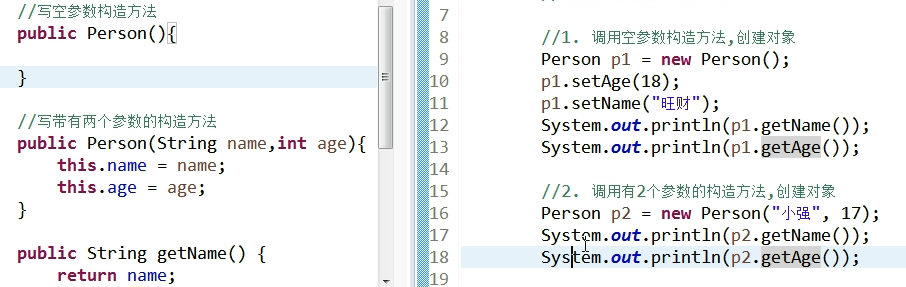 //写空参数构造方法
public Person(){
}
//写带有两个参数的构造方法
public Person(String name,int age){
this.name = name;
this.age = age;
}
public String getName() {
return name;
7
8 //1. 调用空参数构造方法,创建对象
9 Person p1 = new Person();
10 p1.setAge(18);
11 p1.setName("旺财");
12 System.out.println(p1.getName());
13 System.out.println(p1.getAge());
14
15 //2. 调用有2个参数的构造方法,创建对象
16 Person p2 = new Person("小强", 17);
17 System.out.println(p2.getName());
18 System.out.println(p2.getAge());
19